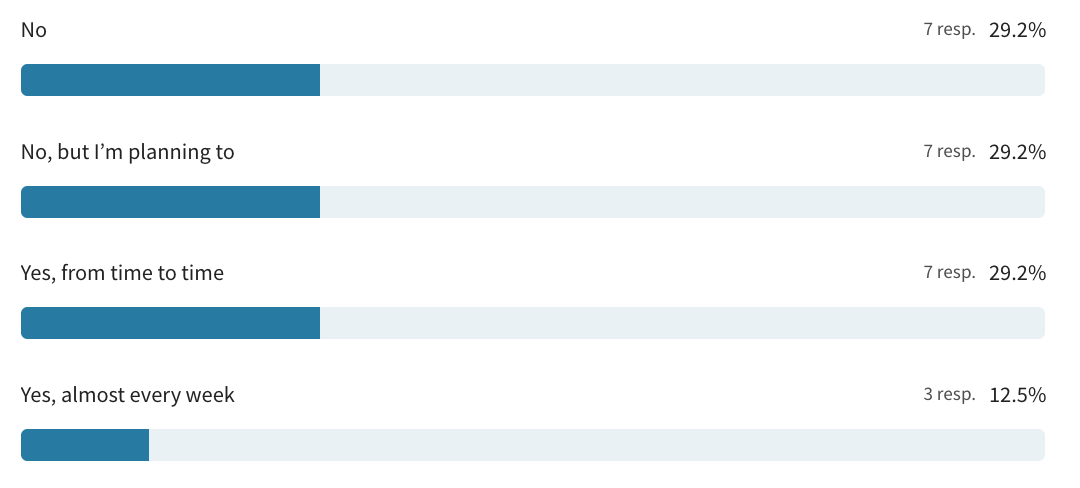 No 7 resp. 29.2%
No, but I’m planning to 7 resp. 29.2%
Yes, from time to time 7 resp. 29.2%
Yes, almost every week 3 resp. 12.5%